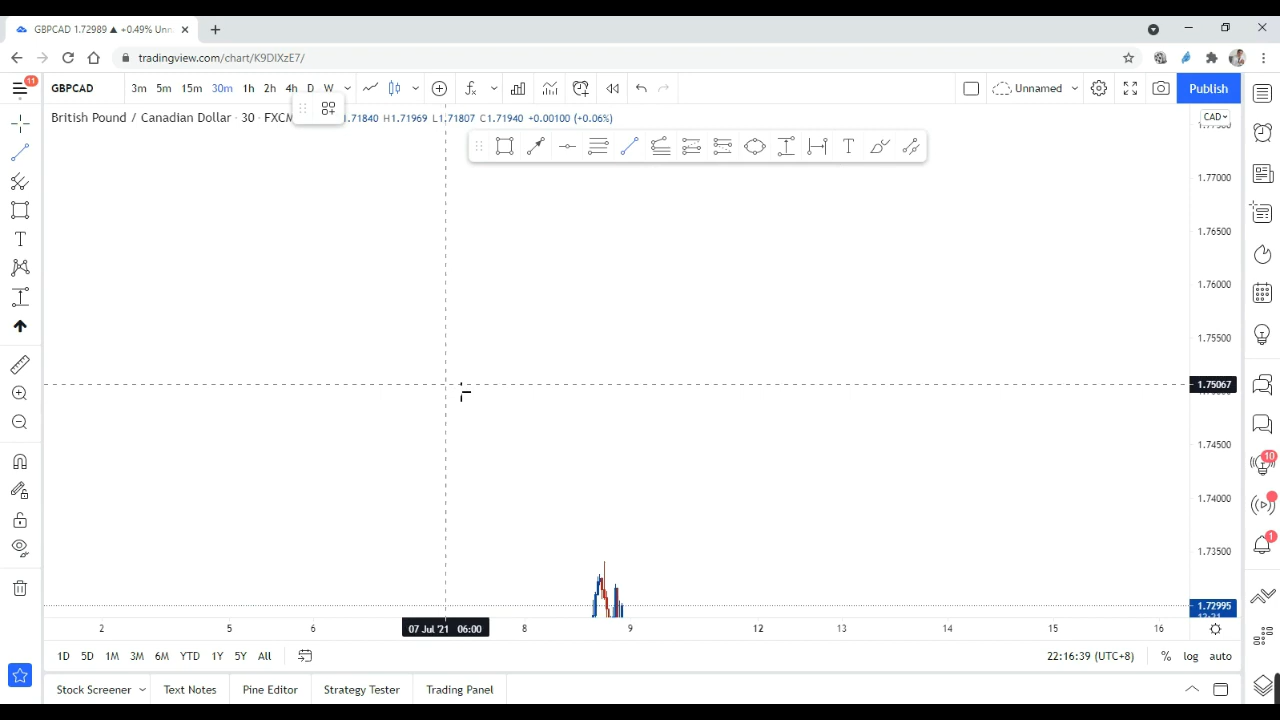 GBPCAD 1.72989 ▲ +0.49% Unn
tradingview.com/chart/K9DIXzE7/
11
GBPCAD 3m 5m 15m 30m 1h 2h 4h D W Unnamed Publish
British Pound / Canadian Dollar · 30 · FXCM 1.71840 H1.71969 L1.71807 C1.71940 -0.00100 (+0.06%)
CAD
1.77000
1.76500
1.76000
1.75500
1.75067
1.74500
1.74000
1.73500
1.72995
10
1
2 5 6 07 Jul '21 06:00 8 9 12 13 14 15 16
1D 5D 1M 3M 6M YTD 1Y 5Y All 22:16:39 (UTC+8) % log auto
Stock Screener Text Notes Pine Editor Strategy Tester Trading Panel